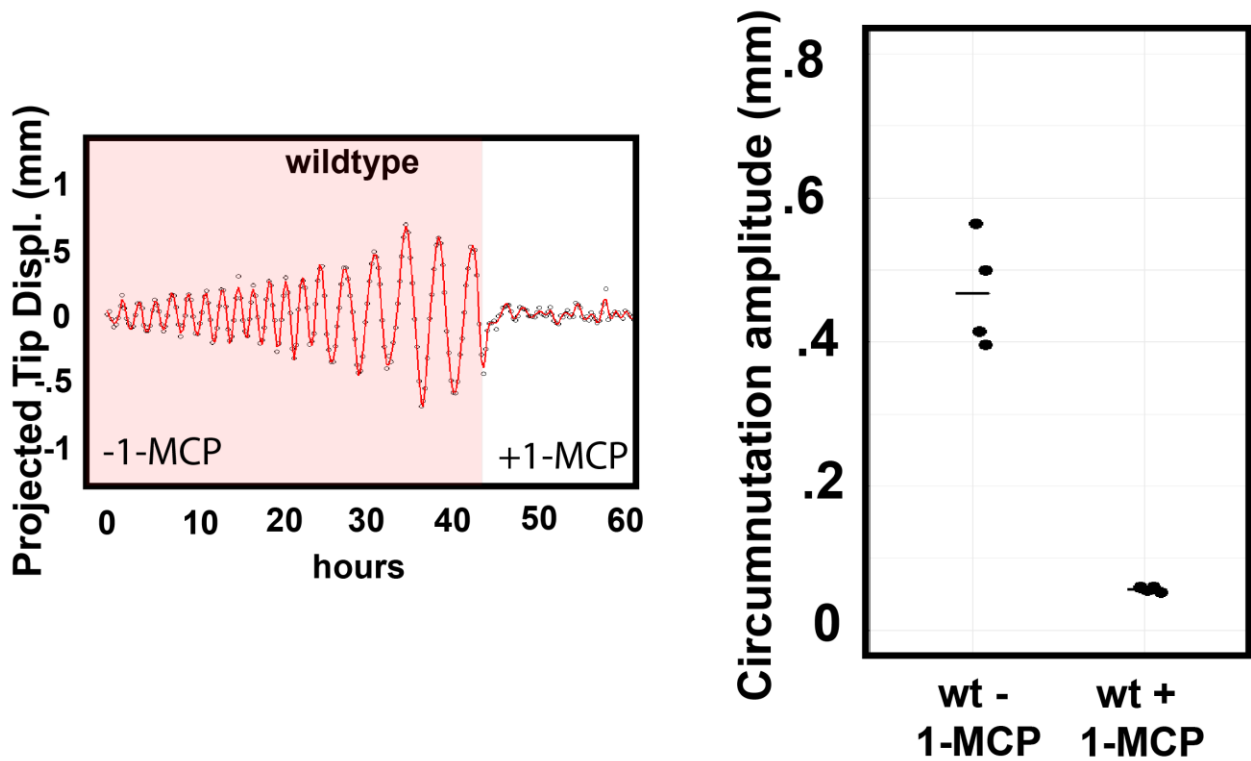 Projected Tip Displ. (mm)
1
.5
0
.5
-1
wildtype
-1-MCP
+1-MCP
0 10 20 30 40 50 60
hours
Circumnutation amplitude (mm)
.8
.6
.4
.2
0
wt - wt +
1-MCP 1-MCP